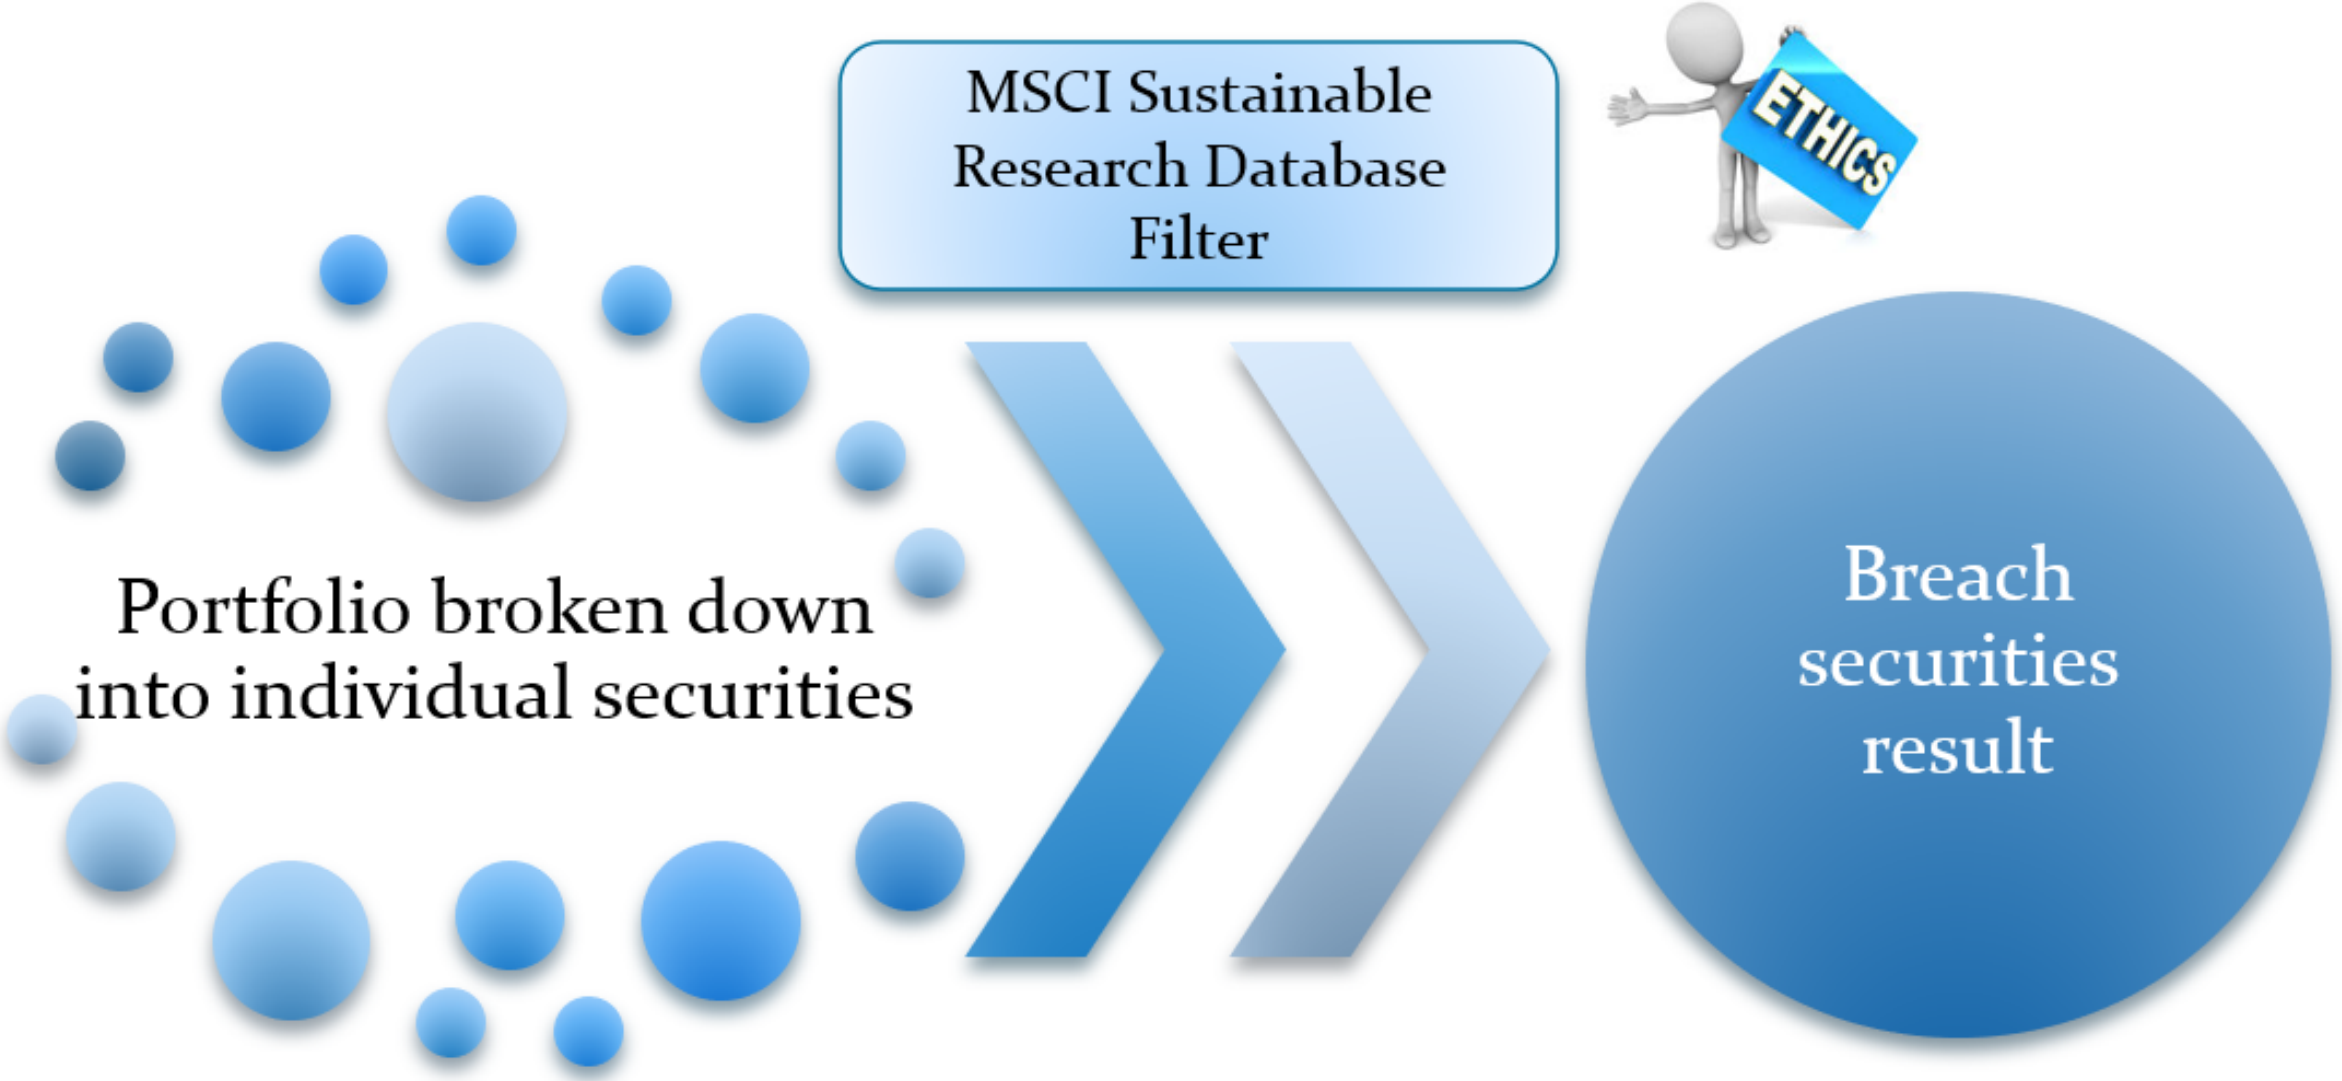 MSCI Sustainable
Research Database
Filter
ETHICS
Portfolio broken down
into individual securities
Breach
securities
result